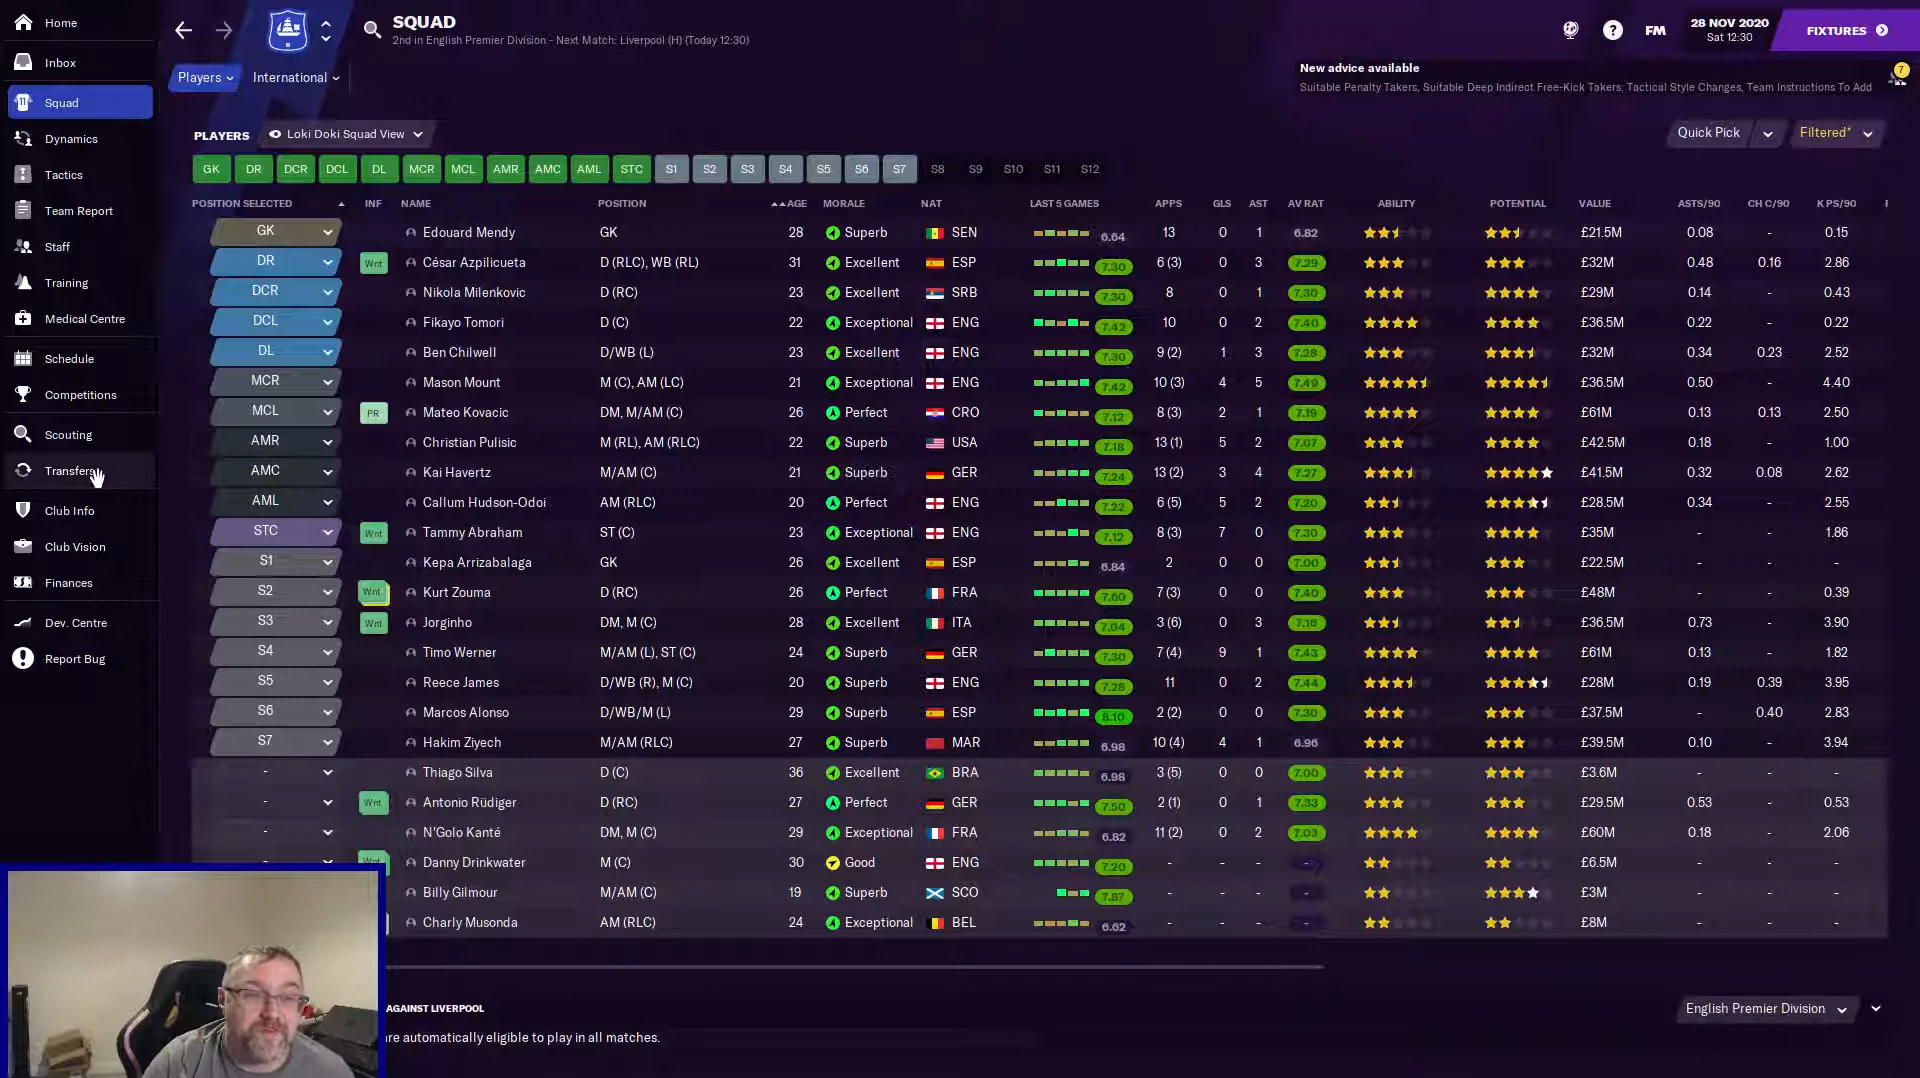 Home
Inbox
Squad
Dynamics
Tactics
Team Report
Staff
Training
Medical Centre
Schedule
Competitions
Scouting
Transfers
Club Info
Club Vision
Finances
Dev. Centre
Report Bug
SQUAD
2nd in English Premier Division - Next Match: Liverpool (H) (Today 12:30)
FM
28 NOV 2020
Sat 12:30
FIXTURES
Players
International
New advice available
Suitable Penalty Takers, Suitable Deep Indirect Free-Kick Takers, Tactical Style Changes, Team Instructions To Add
7
PLAYERS
Loki Doki Squad View
Quick Pick
Filtered*
GK DR DCR DCL DL MCR MCL AMR AMC AML STC S1 S2 S3 S4 S5 S6 S7 S8 S9 S10 S11 S12
POSITION SELECTED INF NAME POSITION AGE MORALE NAT LAST 5 GAMES APPS GLS AST AV RAT ABILITY POTENTIAL VALUE ASTS/90 CH C/90 K PS/90
GK Edouard Mendy GK 28 Superb SEN 6.64 13 0 1 6.82 £21.5M 0.08 - 0.15
DR Wnt César Azpilicueta D (RLC), WB (RL) 31 Excellent ESP 7.30 6 (3) 0 3 7.29 £32M 0.48 0.16 2.86
DCR Nikola Milenkovic D (RC) 23 Excellent SRB 7.30 8 0 1 7.30 £29M 0.14 - 0.43
DCL Fikayo Tomori D (C) 22 Exceptional ENG 7.42 10 0 2 7.40 £36.5M 0.22 - 0.22
DL Ben Chilwell D/WB (L) 23 Excellent ENG 7.30 9 (2) 1 3 7.28 £32M 0.34 0.23 2.52
MCR Mason Mount M (C), AM (LC) 21 Exceptional ENG 7.42 10 (3) 4 5 7.49 £36.5M 0.50 - 4.40
MCL PR Mateo Kovacic DM, M/AM (C) 26 Perfect CRO 7.12 8 (3) 2 1 7.19 £61M 0.13 0.13 2.50
AMR Christian Pulisic M (RL), AM (RLC) 22 Superb USA 7.18 13 (1) 5 2 7.07 £42.5M 0.18 - 1.00
AMC Kai Havertz M/AM (C) 21 Superb GER 7.24 13 (2) 3 4 7.27 £41.5M 0.32 0.08 2.62
AML Callum Hudson-Odoi AM (RLC) 20 Perfect ENG 7.22 6 (5) 5 2 7.20 £28.5M 0.34 - 2.55
STC Wnt Tammy Abraham ST (C) 23 Exceptional ENG 7.12 8 (3) 7 0 7.30 £35M - - 1.86
S1 Kepa Arrizabalaga GK 26 Excellent ESP 6.84 2 0 0 7.00 £22.5M - - -
S2 Wnt Kurt Zouma D (RC) 26 Perfect FRA 7.60 7 (3) 0 0 7.40 £48M - - 0.39
S3 Wnt Jorginho DM, M (C) 28 Excellent ITA 7.04 3 (6) 0 3 7.16 £36.5M 0.73 - 3.90
S4 Timo Werner M/AM (L), ST (C) 24 Superb GER 7.30 7 (4) 9 1 7.43 £61M 0.13 - 1.82
S5 Reece James D/WB (R), M (C) 20 Superb ENG 7.28 11 0 2 7.44 £28M 0.19 0.39 3.95
S6 Marcos Alonso D/WB/M (L) 29 Superb ESP 8.10 2 (2) 0 0 7.30 £37.5M - 0.40 2.83
S7 Hakim Ziyech M/AM (RLC) 27 Superb MAR 6.98 10 (4) 4 1 6.96 £39.5M 0.10 - 3.94
- Thiago Silva D (C) 36 Excellent BRA 6.98 3 (5) 0 0 7.00 £3.6M - - -
- Wnt Antonio Rüdiger D (RC) 27 Perfect GER 7.50 2 (1) 0 1 7.33 £29.5M 0.53 - 0.53
- N'Golo Kanté DM, M (C) 29 Exceptional FRA 6.82 11 (2) 0 2 7.03 £60M 0.18 - 2.06
- Wnt Danny Drinkwater M (C) 30 Good ENG 7.20 - - - - £6.5M - - -
Billy Gilmour M/AM (C) 19 Superb SCO 7.87 - - - - £3M - - -
Charly Musonda AM (RLC) 24 Exceptional BEL 6.62 - - - - £8M - - -
AGAINST LIVERPOOL
English Premier Division
re automatically eligible to play in all matches.